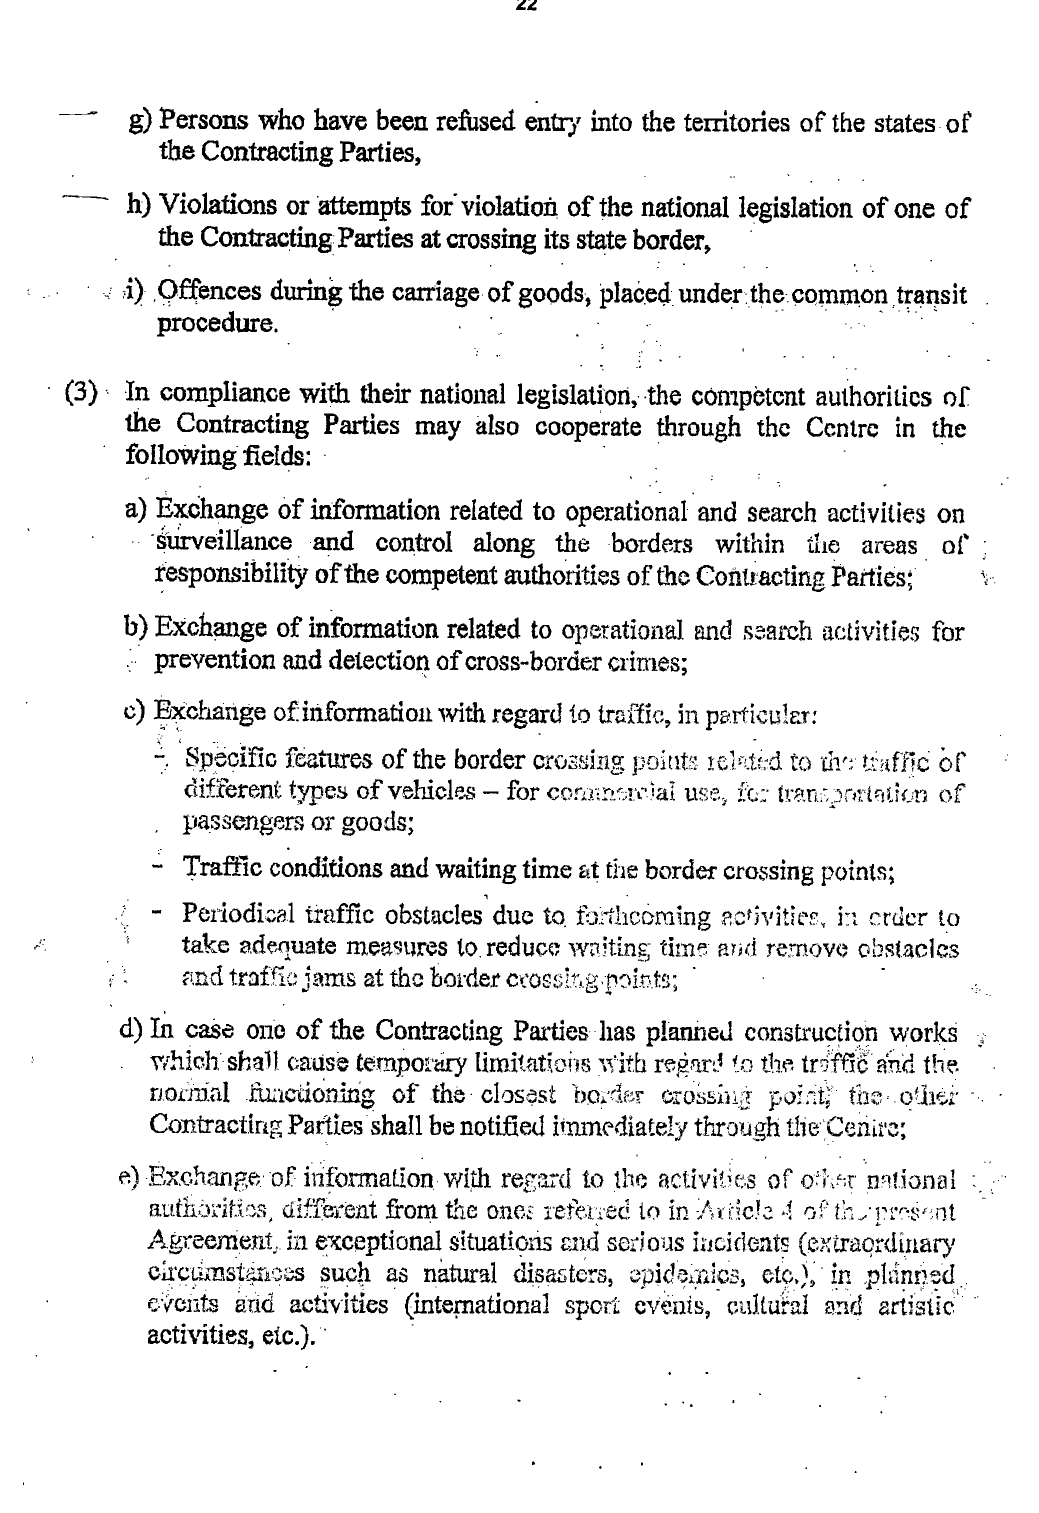 22
g) Persons who have been refused entry into the territories of the states of
the Contracting Parties,
h) Violations or attempts for violation of the national legislation of one of
the Contracting Parties at crossing its state border,
i) Offences during the carriage of goods, placed under the common transit
procedure.
(3) In compliance with their national legislation, the competent authorities of
the Contracting Parties may also cooperate through the Centre in the
following fields:
a) Exchange of information related to operational and search activities on
surveillance and control along the borders within the areas of
responsibility of the competent authorities of the Contracting Parties;
b) Exchange of information related to operational and search activities for
prevention and detection of cross-border crimes;
c) Exchange of information with regard to traffic, in particular:
- Specific features of the border crossing points related to the traffic of
different types of vehicles – for commercial use, for transportation of
passengers or goods;
- Traffic conditions and waiting time at the border crossing points;
- Periodical traffic obstacles due to forthcoming activities, in order to
take adequate measures to reduce waiting time and remove obstacles
and traffic jams at the border crossing points;
d) In case one of the Contracting Parties has planned construction works
which shall cause temporary limitations with regard to the traffic and the
normal functioning of the closest border crossing point, the other
Contracting Parties shall be notified immediately through the Centre;
e) Exchange of information with regard to the activities of other national
authorities, different from the ones referred to in Article 4 of the present
Agreement, in exceptional situations and serious incidents (extraordinary
circumstances such as natural disasters, epidemics, etc.), in planned
events and activities (international sport events, cultural and artistic
activities, etc.).